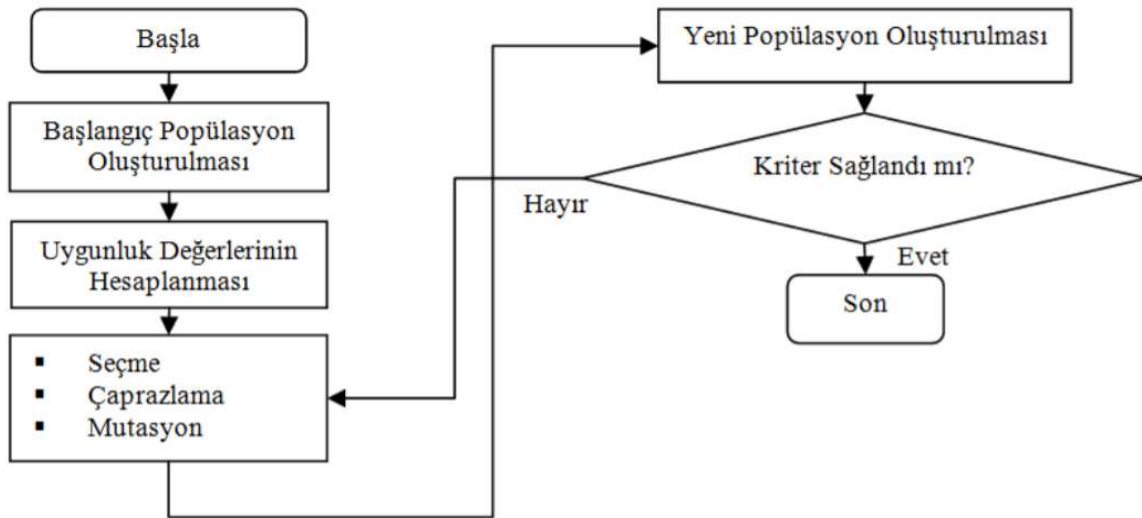 Başla
Başlangıç Popülasyon
Oluşturulması
Uygunluk Değerlerinin
Hesaplanması
▪ Seçme
▪ Çaprazlama
▪ Mutasyon
Yeni Popülasyon Oluşturulması
Kriter Sağlandı mı?
Hayır
Evet
Son